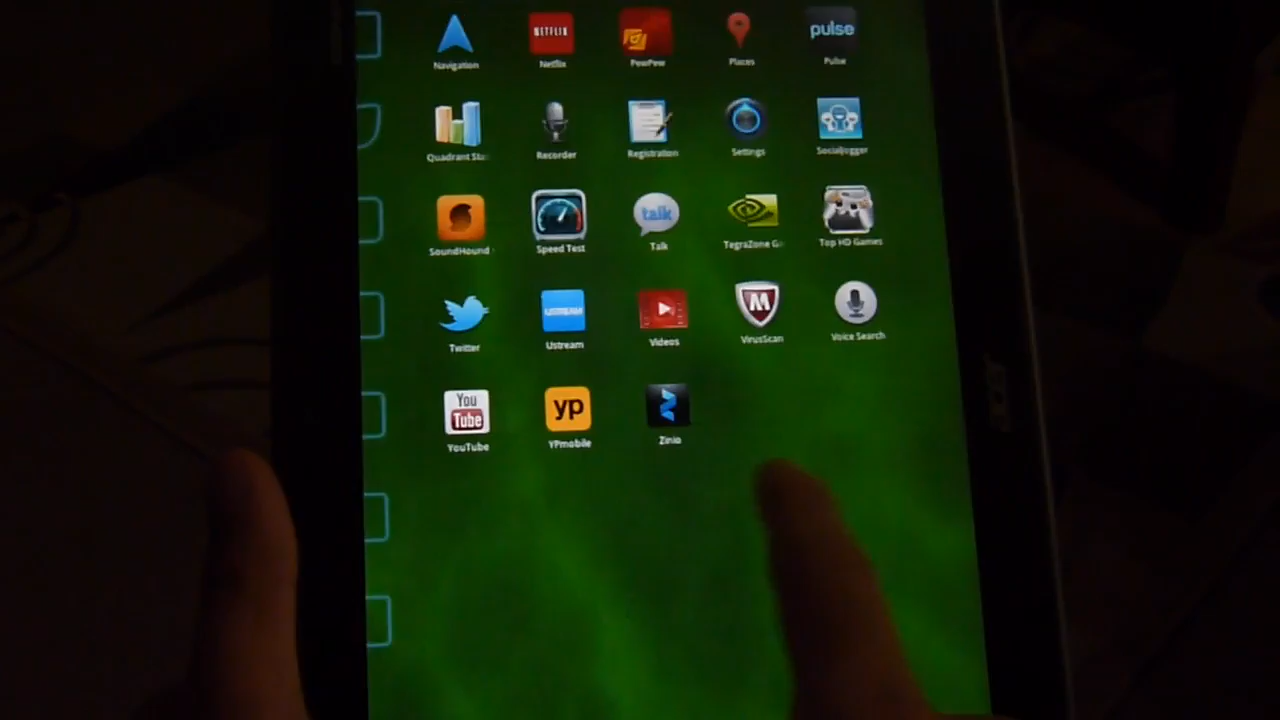 NETFLIX
pulse
Navigation
Netflix
PewPew
Places
Pulse
Quadrant Sta
Recorder
Registration
Settings
Socialjogger
talk
SoundHound
Speed Test
Talk
TegraZone G
Top HD Games
USTREAM
M
Twitter
Ustream
Videos
VirusScan
Voice Search
You
Tube
yp
YouTube
YPmobile
Zinio